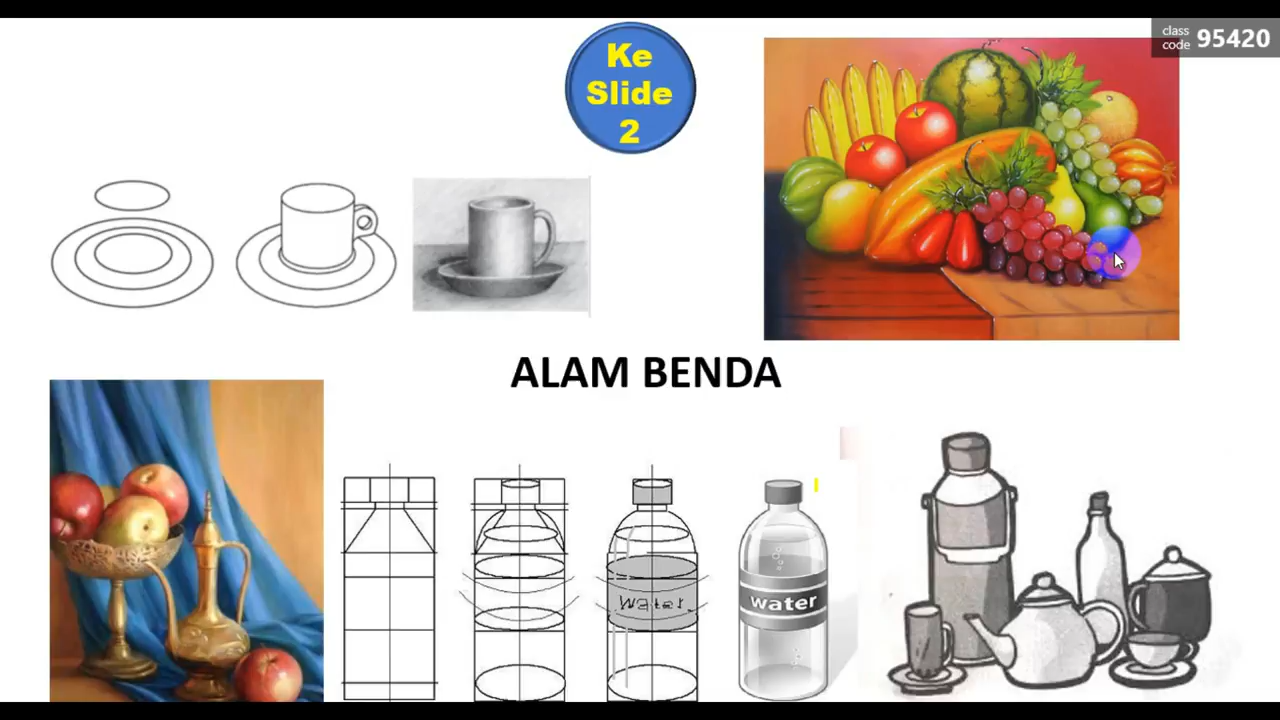 class
code 95420
Ke
Slide
2
ALAM BENDA
Water
water